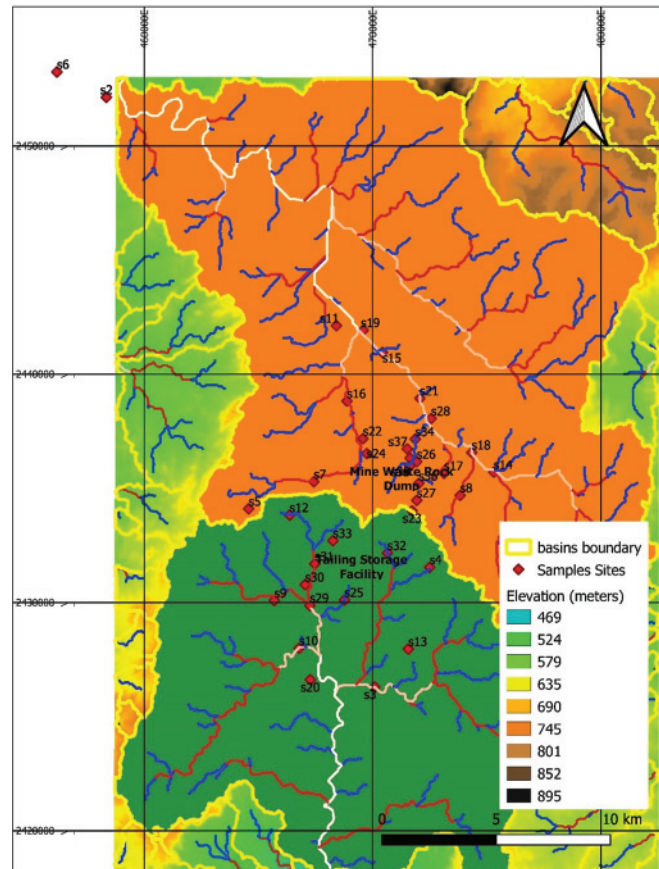 460000E
470000E
480000E
s6
s2
2450000
s11
s19
s15
2440000
s21
s16
s28
s22
s34
s37
s24
s26
s18
s17
s14
Mine Waste Rock
Dump
s7
s8
s27
s5
s12
s23
s33
s32
s31
Tailing Storage
Facility
s4
s30
s9
s29
s25
2430000
s10
s13
s20
s3
basins boundary
Samples Sites
Elevation (meters)
469
524
579
635
690
745
801
852
895
0
5
10 km
2420000